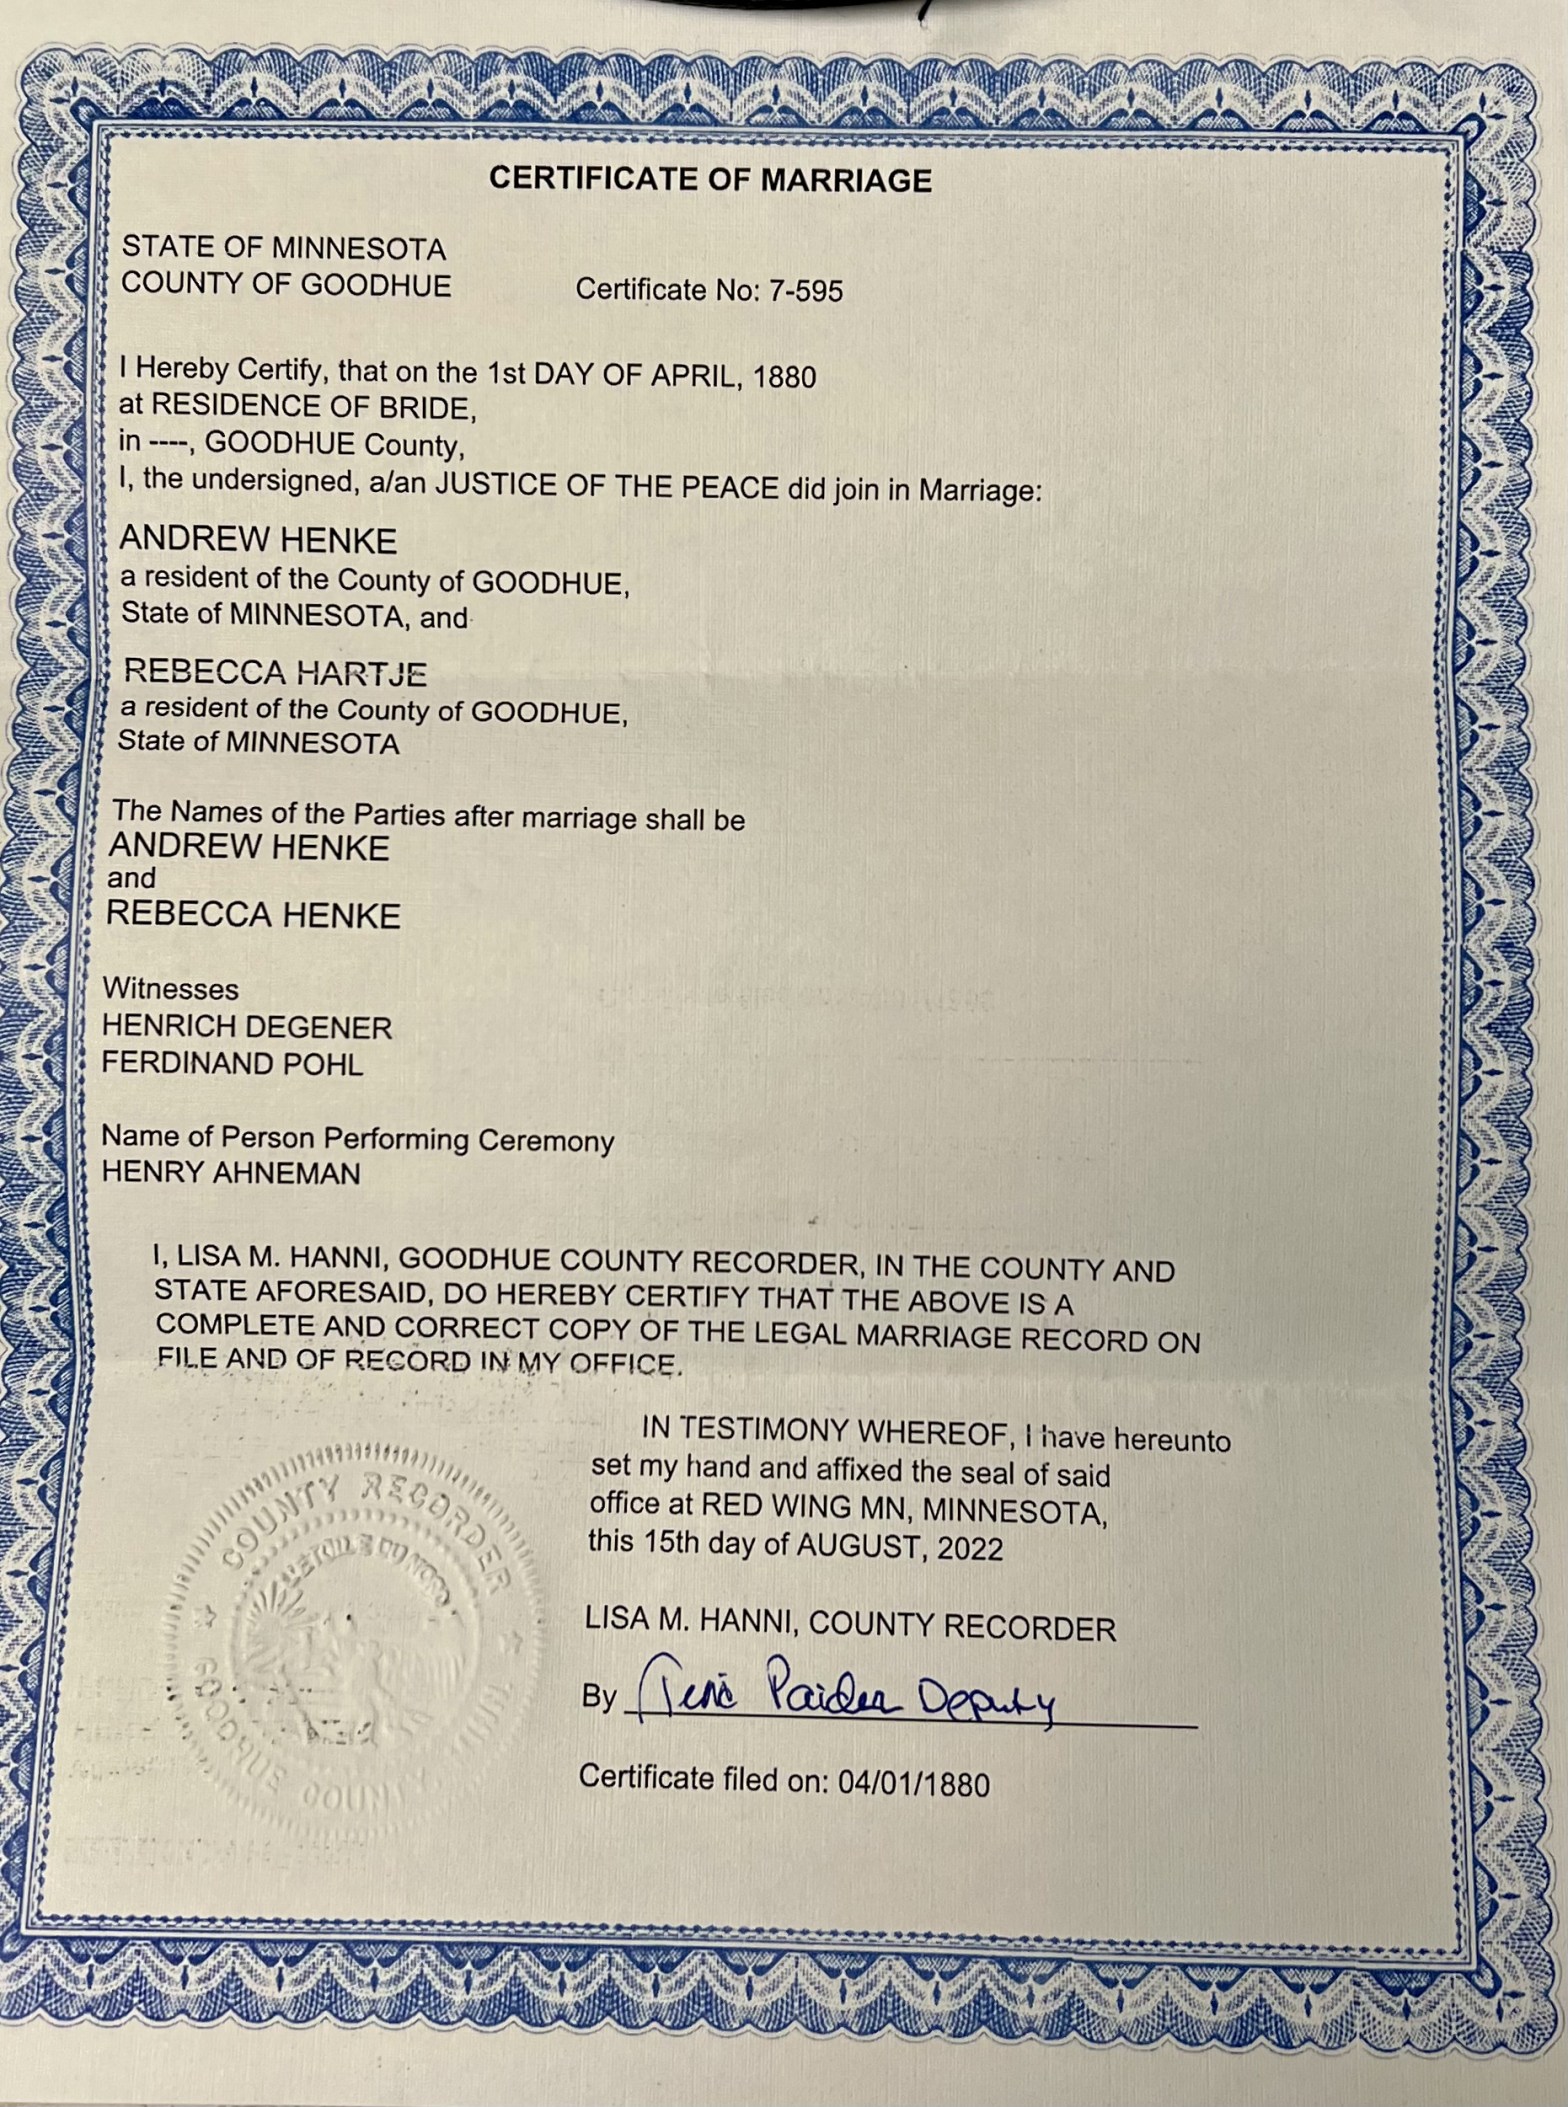 CERTIFICATE OF MARRIAGE
STATE OF MINNESOTA
COUNTY OF GOODHUE
Certificate No: 7-595
I Hereby Certify, that on the 1st DAY OF APRIL, 1880
at RESIDENCE OF BRIDE,
in ----, GOODHUE County,
I, the undersigned, a/an JUSTICE OF THE PEACE did join in Marriage:
ANDREW HENKE
a resident of the County of GOODHUE,
State of MINNESOTA, and
REBECCA HARTJE
a resident of the County of GOODHUE,
State of MINNESOTA
The Names of the Parties after marriage shall be
ANDREW HENKE
and
REBECCA HENKE
Witnesses
HENRICH DEGENER
FERDINAND POHL
Name of Person Performing Ceremony
HENRY AHNEMAN
I, LISA M. HANNI, GOODHUE COUNTY RECORDER, IN THE COUNTY AND
STATE AFORESAID, DO HEREBY CERTIFY THAT THE ABOVE IS A
COMPLETE AND CORRECT COPY OF THE LEGAL MARRIAGE RECORD ON
FILE AND OF RECORD IN MY OFFICE.
IN TESTIMONY WHEREOF, I have hereunto
set my hand and affixed the seal of said
office at RED WING MN, MINNESOTA,
this 15th day of AUGUST, 2022
LISA M. HANNI, COUNTY RECORDER
By Deputy
Certificate filed on: 04/01/1880
COUNTY RECORDER
COUNTY